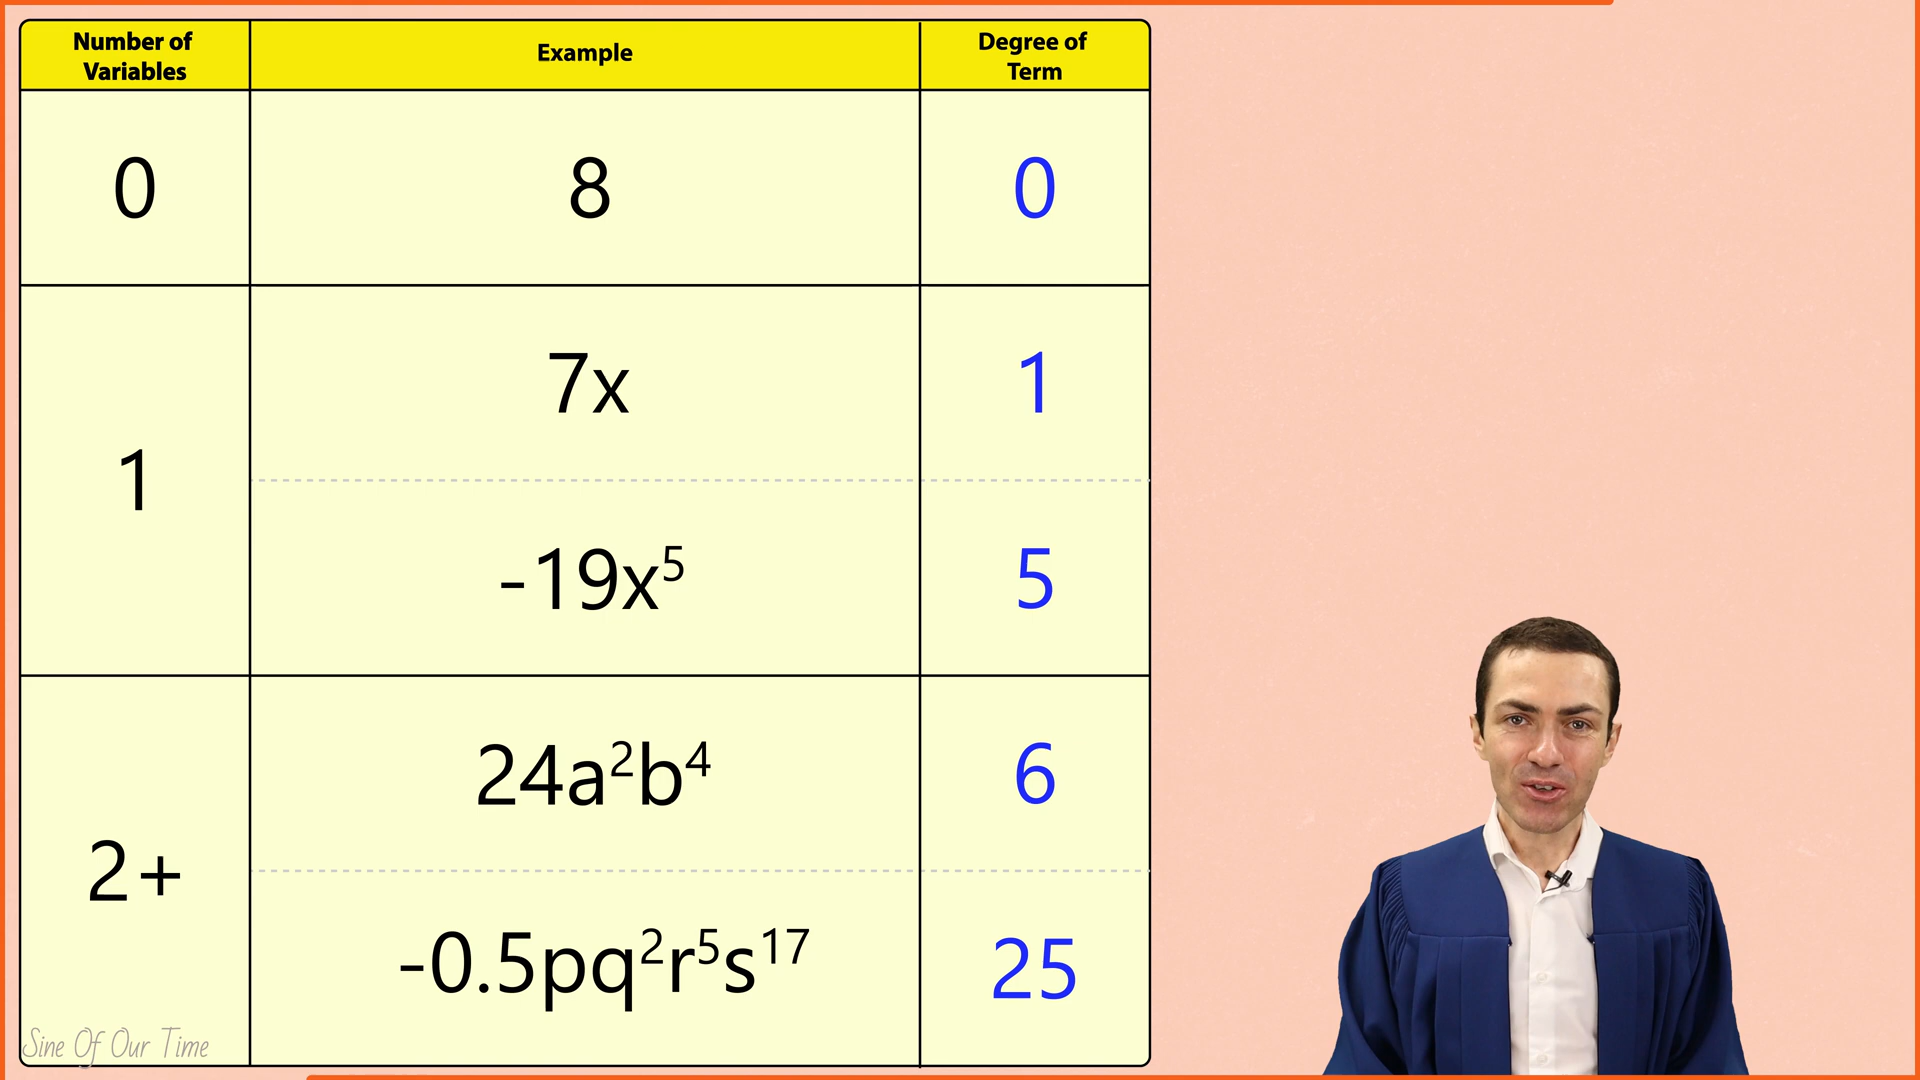 Number of
Variables
Example
Degree of
Term
0
8
0
1
7x
1
-19x⁵
5
2+
24a²b⁴
6
-0.5pq²r⁵s¹⁷
25
Sine Of Our Time